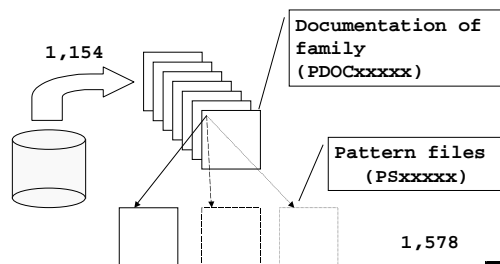 Documentation of
family
(PDOCxxxxx)
1,154
Pattern files
(PSxxxxx)
1,578